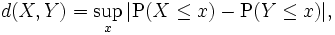 d(X, Y) = sup_x |P(X ≤ x) − P(Y ≤ x)|,